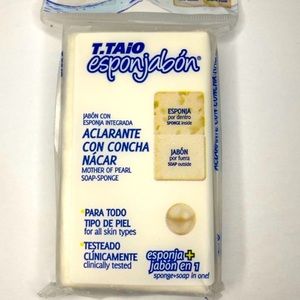 T.TAiO
esponjabón
JABÓN CON
ESPONJA INTEGRADA
ACLARANTE
CON CONCHA
NÁCAR
MOTHER OF PEARL
SOAP-SPONGE
ESPONJA
por dentro
SPONGE inside
JABÓN
por fuera
SOAP outside
*PARA TODO
TIPO DE PIEL
for all skin types
*TESTEADO
CLÍNICAMENTE
clinically tested
esponja +
jabón en 1
sponge+soap in one!